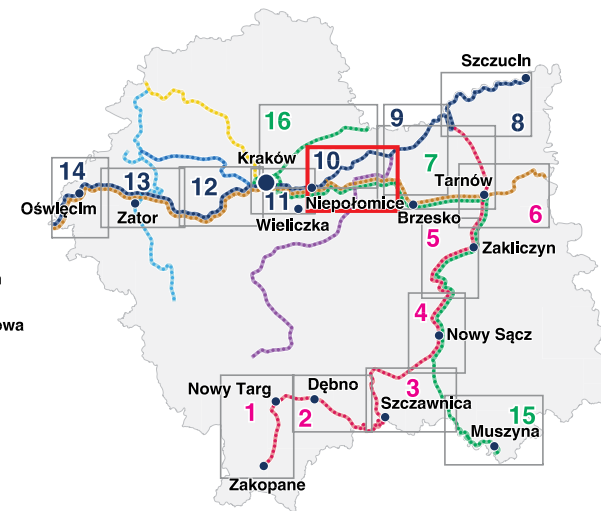 SzczucIn
9
8
16
Kraków
10
7
14
13
12
11
Tarnów
OśwIęcIm
Zator
Niepołomice
6
Wieliczka
Brzesko
5
Zakliczyn
a
4
owa
Nowy Sącz
Nowy Targ
Dębno
3
1
2
Szczawnica
15
Muszyna
Zakopane